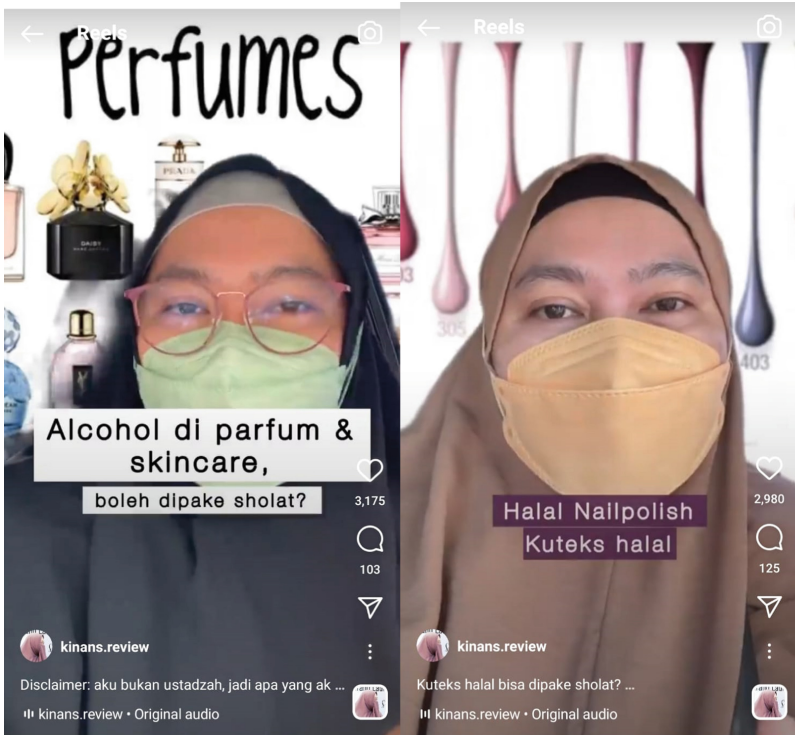 Reels
Perfumes
PRADA
DAISY
MARC JACOBS
Alcohol di parfum &
skincare,
boleh dipake sholat?
3,175
103
kinans.review
Disclaimer: aku bukan ustadzah, jadi apa yang ak ...
kinans.review • Original audio
Reels
305
403
Halal Nailpolish
Kuteks halal
2,980
125
kinans.review
Kuteks halal bisa dipake sholat? ...
kinans.review • Original audio